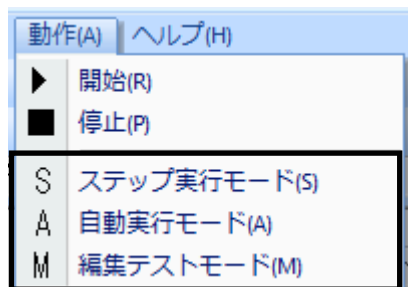 動作(A) ヘルプ(H)
開始(R)
停止(P)
S ステップ実行モード(S)
A 自動実行モード(A)
M 編集テストモード(M)